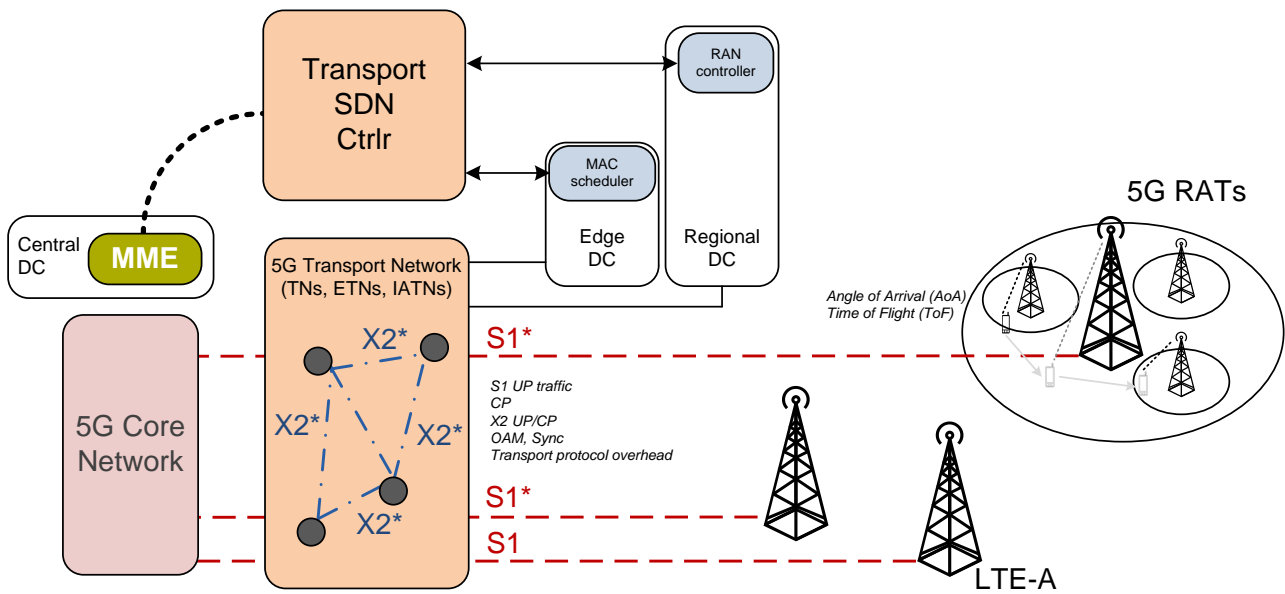 Transport
SDN
Ctrlr
RAN
controller
MAC
scheduler
Edge
DC
Regional
DC
Central
DC
MME
5G RATs
5G Transport Network
(TNs, ETNs, IATNs)
Angle of Arrival (AoA)
Time of Flight (ToF)
X2*
X2*
X2*
X2*
S1*
S1 UP traffic
CP
X2 UP/CP
OAM, Sync
Transport protocol overhead
5G Core
Network
S1*
S1
LTE-A